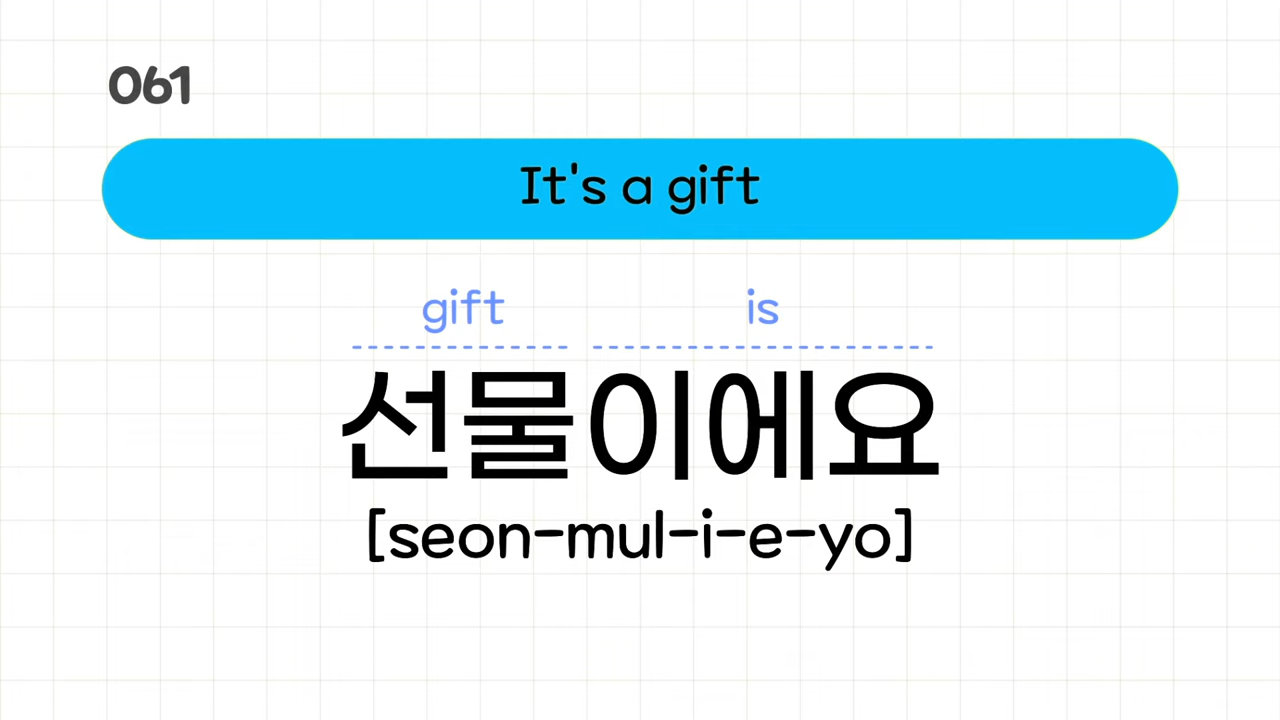 061
It's a gift
gift is
선물이에요
[seon-mul-i-e-yo]